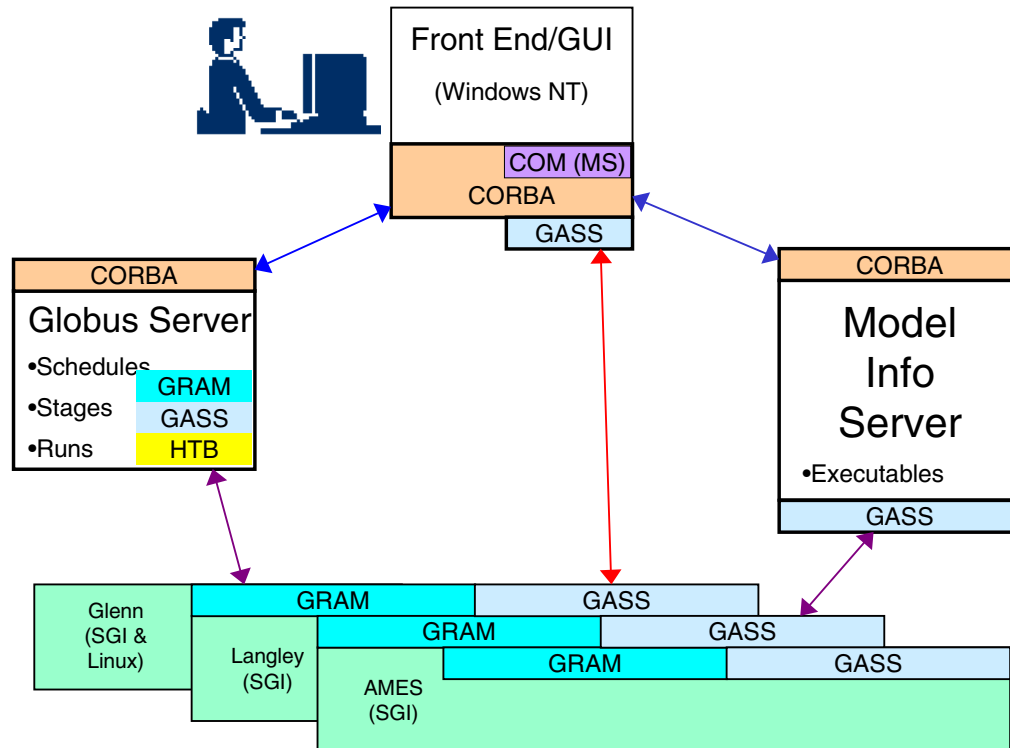 Front End/GUI
(Windows NT)
COM (MS)
CORBA
GASS
CORBA
Globus Server
•Schedules
•Stages
•Runs
GRAM
GASS
HTB
CORBA
Model
Info
Server
•Executables
GASS
Glenn
(SGI &
Linux)
GRAM
GASS
Langley
(SGI)
GRAM
GASS
AMES
(SGI)
GRAM
GASS